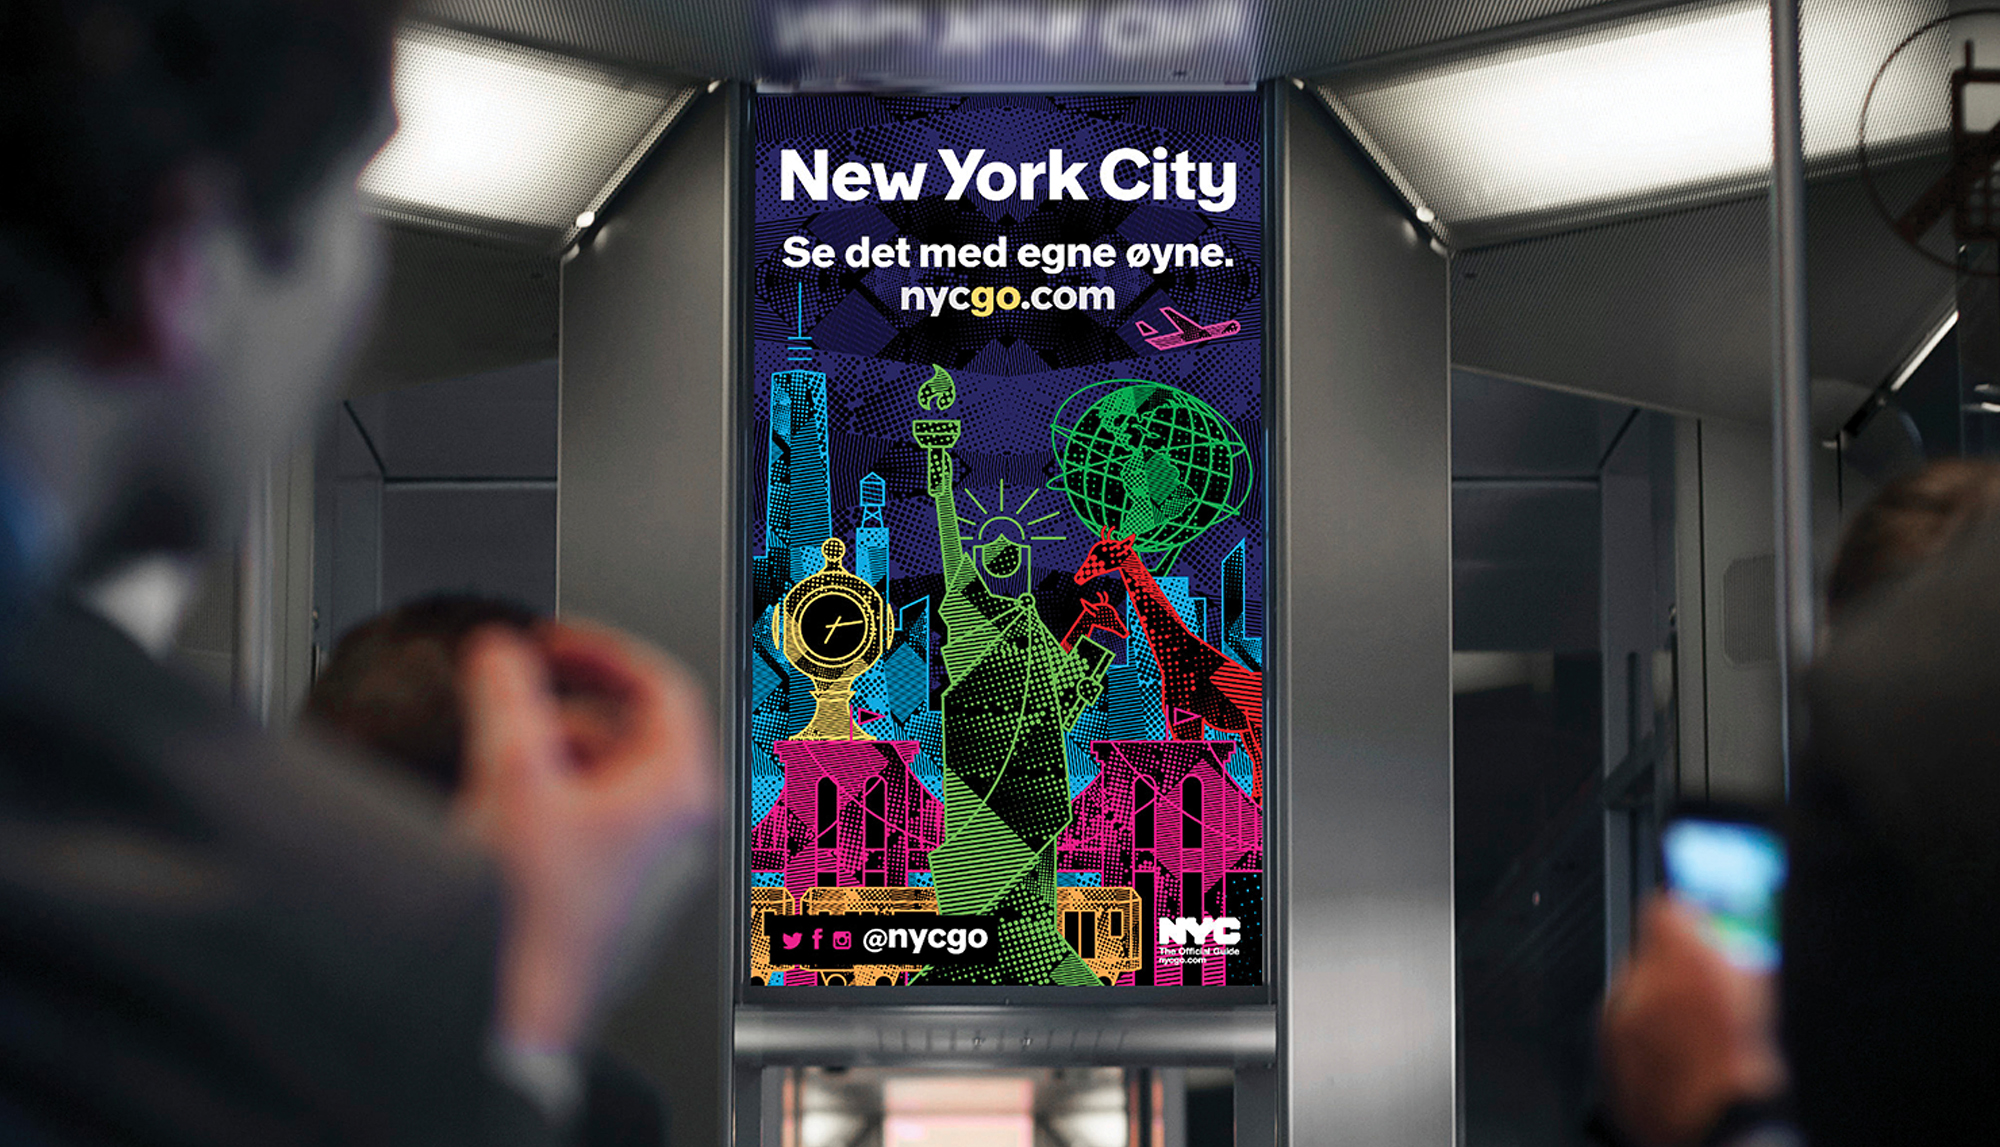 New York City
Se det med egne øyne.
nycgo.com
@nycgo
NYC
The Official Guide
nycgo.com